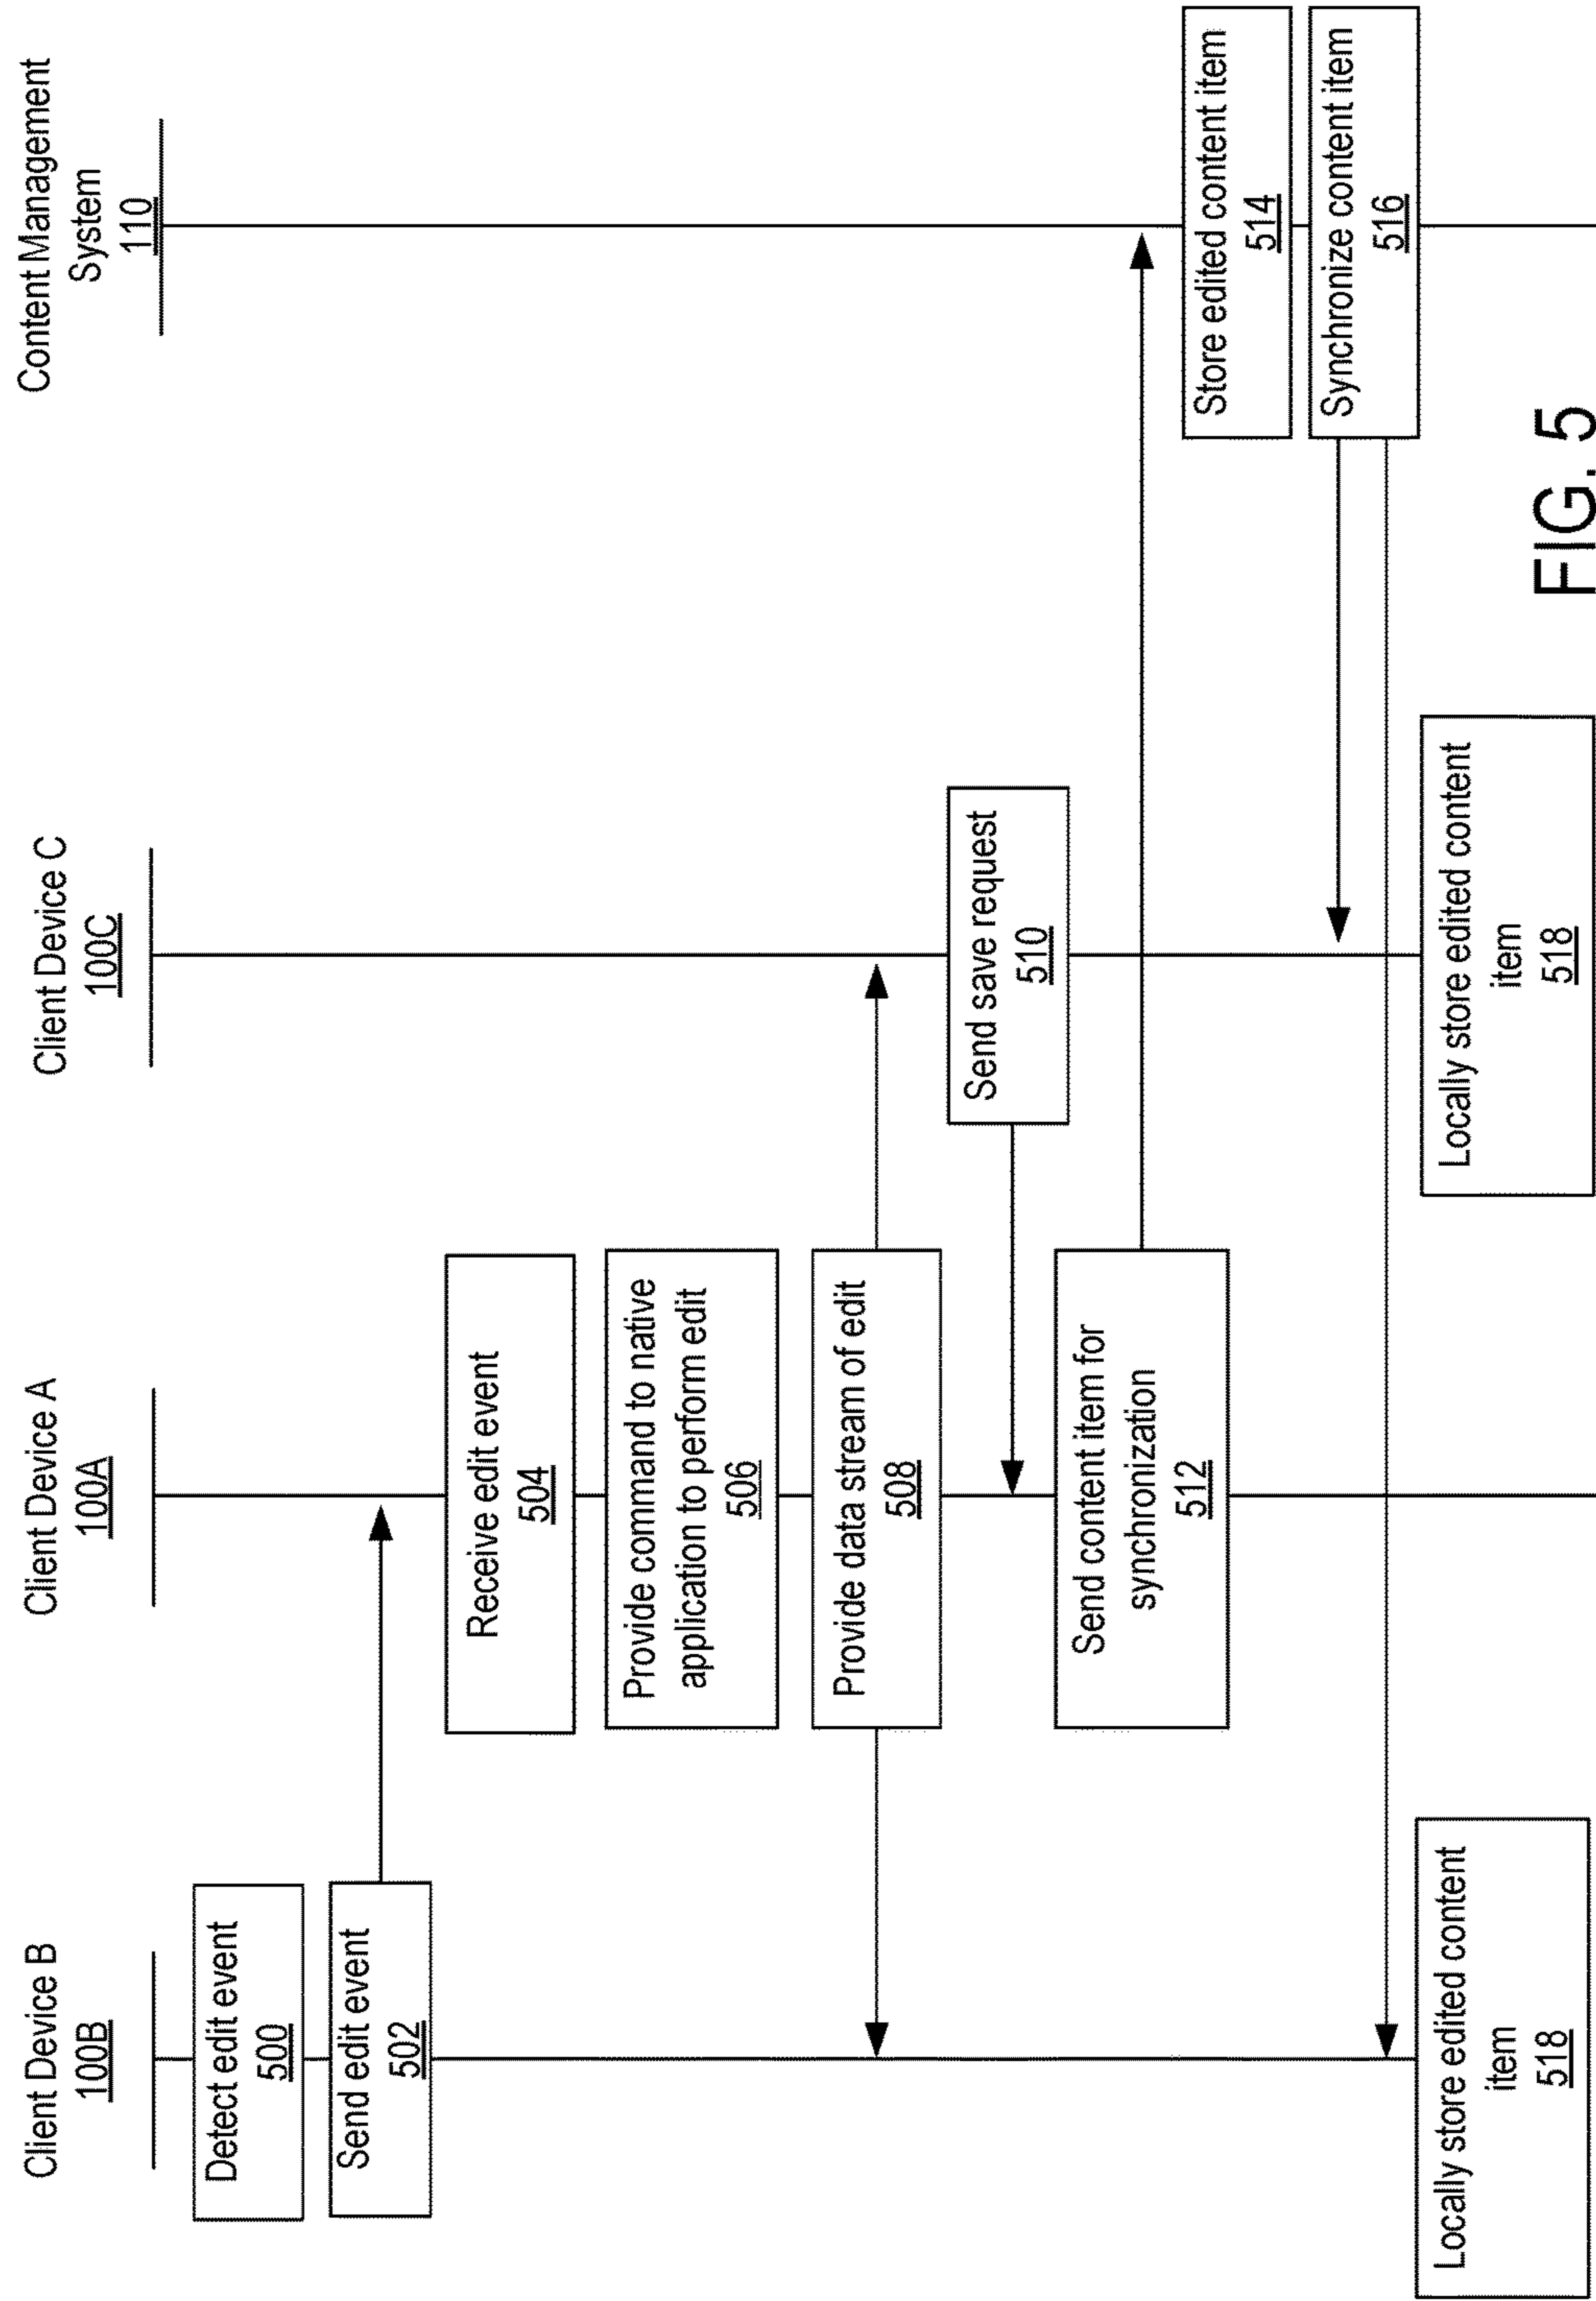 Client Device B
100B
Client Device A
100A
Client Device C
100C
Content Management
System
110
Detect edit event
500
Send edit event
502
Receive edit event
504
Provide command to native
application to perform edit
506
Provide data stream of edit
508
Send save request
510
Send content item for
synchronization
512
Store edited content item
514
Synchronize content item
516
Locally store edited content
item
518
Locally store edited content
item
518
FIG. 5